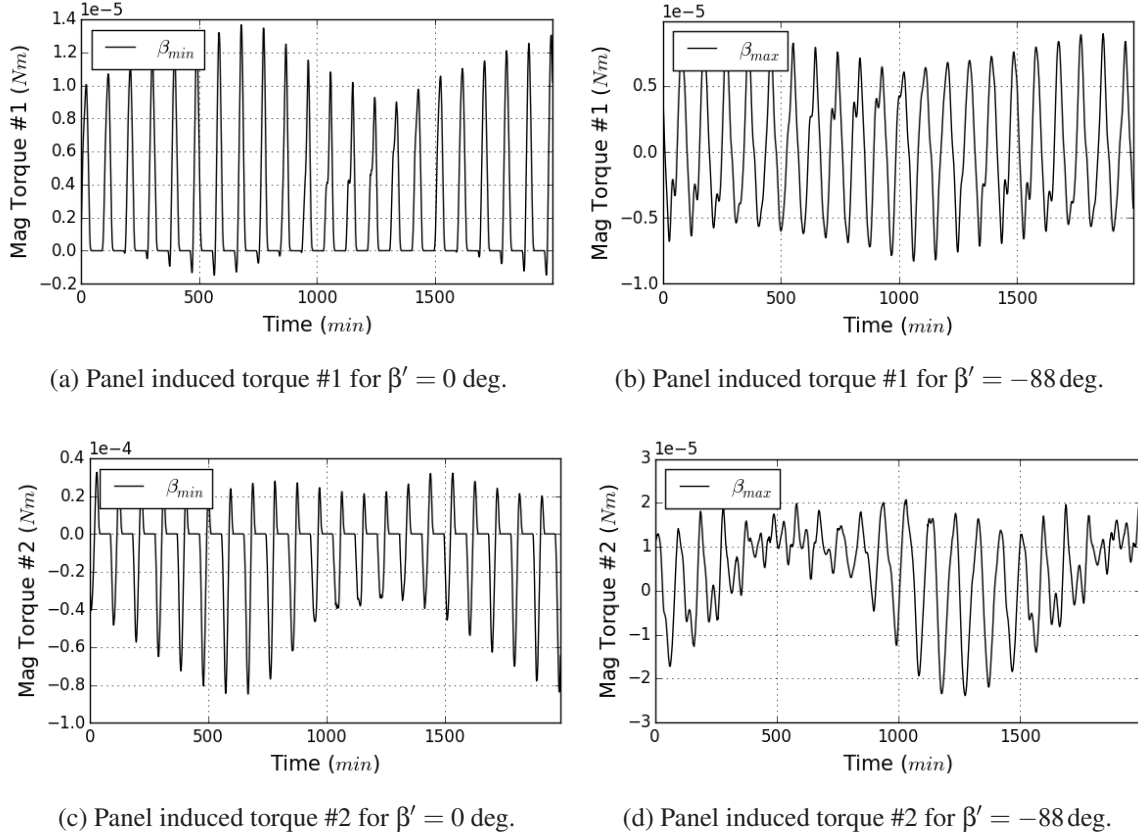 1e−5
1.4
1.2
1.0
0.8
0.6
0.4
0.2
0.0
−0.2
Mag Torque #1 (Nm)
β_min
0 500 1000 1500
Time (min)
(a) Panel induced torque #1 for β′ = 0 deg.
1e−5
0.5
0.0
−0.5
−1.0
Mag Torque #1 (Nm)
β_max
0 500 1000 1500
Time (min)
(b) Panel induced torque #1 for β′ = −88 deg.
1e−4
0.4
0.2
0.0
−0.2
−0.4
−0.6
−0.8
−1.0
Mag Torque #2 (Nm)
β_min
0 500 1000 1500
Time (min)
(c) Panel induced torque #2 for β′ = 0 deg.
1e−5
3
2
1
0
−1
−2
−3
Mag Torque #2 (Nm)
β_max
0 500 1000 1500
Time (min)
(d) Panel induced torque #2 for β′ = −88 deg.